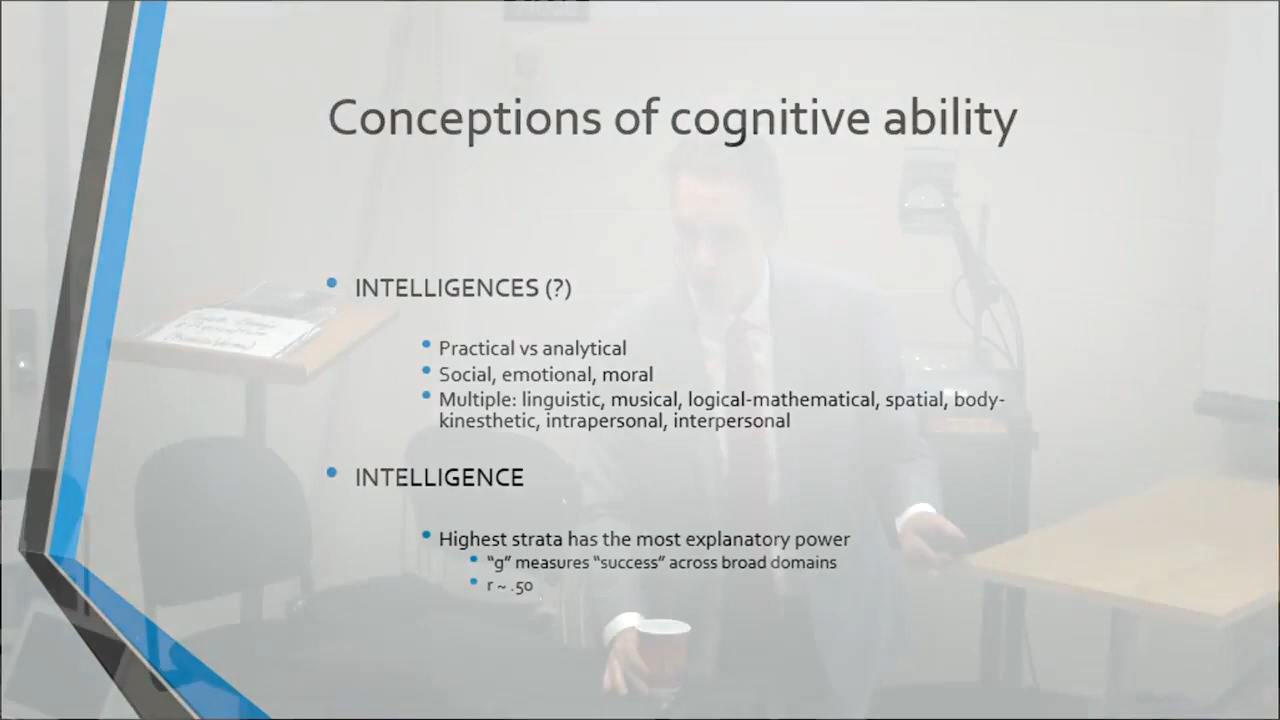 Conceptions of cognitive ability
INTELLIGENCES (?)
Practical vs analytical
Social, emotional, moral
Multiple: linguistic, musical, logical-mathematical, spatial, body-
kinesthetic, intrapersonal, interpersonal
INTELLIGENCE
Highest strata has the most explanatory power
"g" measures "success" across broad domains
r ~ .50